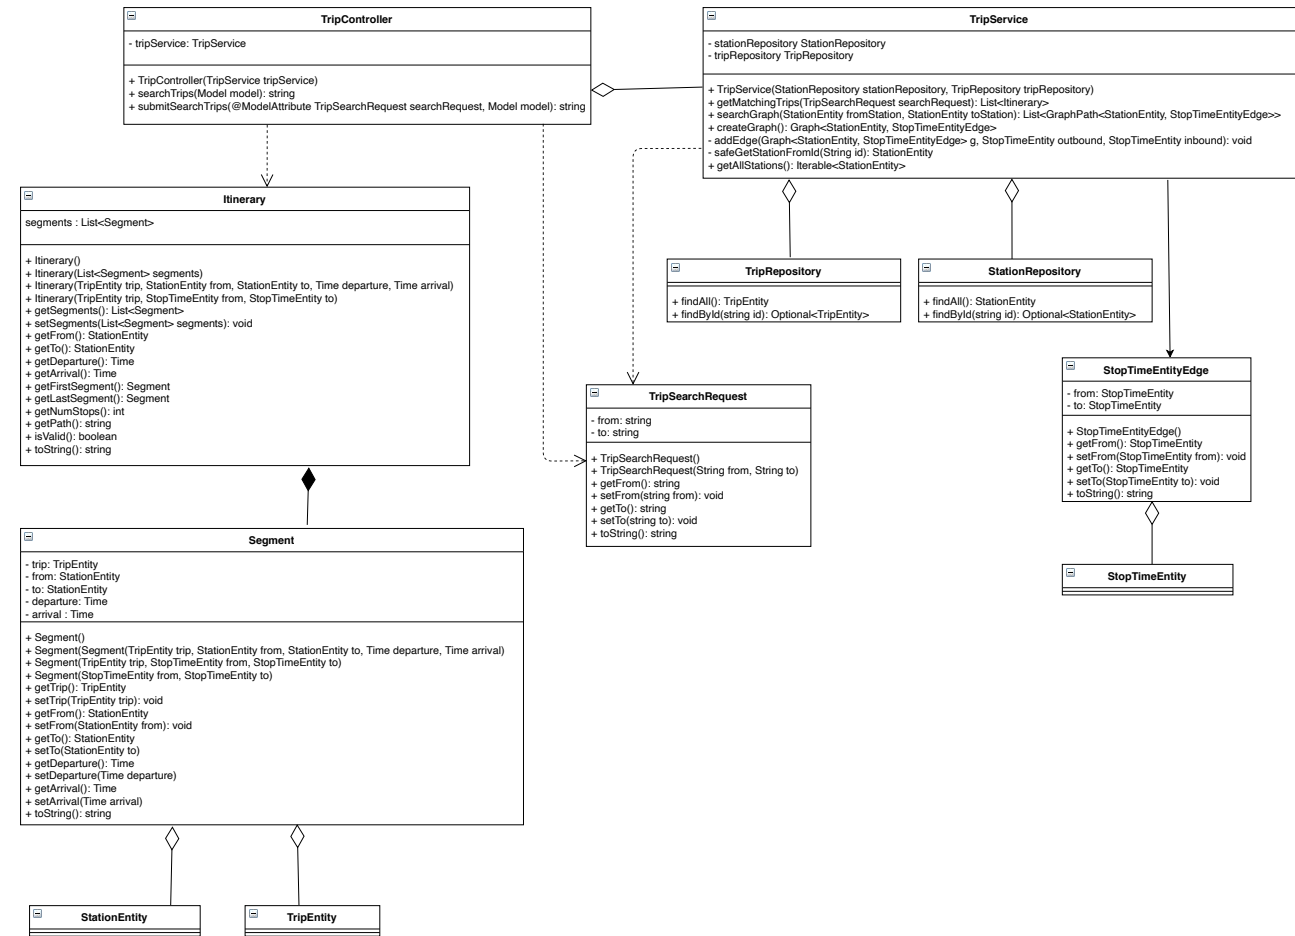 TripController
- tripService: TripService
+ TripController(TripService tripService)
+ searchTrips(Model model): string
+ submitSearchTrips(@ModelAttribute TripSearchRequest searchRequest, Model model): string
TripService
- stationRepository StationRepository
- tripRepository TripRepository
+ TripService(StationRepository stationRepository, TripRepository tripRepository)
+ getMatchingTrips(TripSearchRequest searchRequest): List<Itinerary>
+ searchGraph(StationEntity fromStation, StationEntity toStation): List<GraphPath<StationEntity, StopTimeEntityEdge>>
+ createGraph(): Graph<StationEntity, StopTimeEntityEdge>
- addEdge(Graph<StationEntity, StopTimeEntityEdge> g, StopTimeEntity outbound, StopTimeEntity inbound): void
- safeGetStationFromId(String id): StationEntity
+ getAllStations(): Iterable<StationEntity>
Itinerary
segments : List<Segment>
+ Itinerary()
+ Itinerary(List<Segment> segments)
+ Itinerary(TripEntity trip, StationEntity from, StationEntity to, Time departure, Time arrival)
+ Itinerary(TripEntity trip, StopTimeEntity from, StopTimeEntity to)
+ getSegments(): List<Segment>
+ setSegments(List<Segment> segments): void
+ getFrom(): StationEntity
+ getTo(): StationEntity
+ getDeparture(): Time
+ getArrival(): Time
+ getFirstSegment(): Segment
+ getLastSegment(): Segment
+ getNumStops(): int
+ getPath(): string
+ isValid(): boolean
+ toString(): string
TripRepository
+ findAll(): TripEntity
+ findById(string id): Optional<TripEntity>
StationRepository
+ findAll(): StationEntity
+ findById(string id): Optional<StationEntity>
StopTimeEntityEdge
- from: StopTimeEntity
- to: StopTimeEntity
+ StopTimeEntityEdge()
+ getFrom(): StopTimeEntity
+ setFrom(StopTimeEntity from): void
+ getTo(): StopTimeEntity
+ setTo(StopTimeEntity to): void
+ toString(): string
TripSearchRequest
- from: string
- to: string
+ TripSearchRequest()
+ TripSearchRequest(String from, String to)
+ getFrom(): string
+ setFrom(string from): void
+ getTo(): string
+ setTo(string to): void
+ toString(): string
StopTimeEntity
Segment
- trip: TripEntity
- from: StationEntity
- to: StationEntity
- departure: Time
- arrival : Time
+ Segment()
+ Segment(Segment(TripEntity trip, StationEntity from, StationEntity to, Time departure, Time arrival)
+ Segment(TripEntity trip, StopTimeEntity from, StopTimeEntity to)
+ Segment(StopTimeEntity from, StopTimeEntity to)
+ getTrip(): TripEntity
+ setTrip(TripEntity trip): void
+ getFrom(): StationEntity
+ setFrom(StationEntity from): void
+ getTo(): StationEntity
+ setTo(StationEntity to)
+ getDeparture(): Time
+ setDeparture(Time departure)
+ getArrival(): Time
+ setArrival(Time arrival)
+ toString(): string
StationEntity
TripEntity